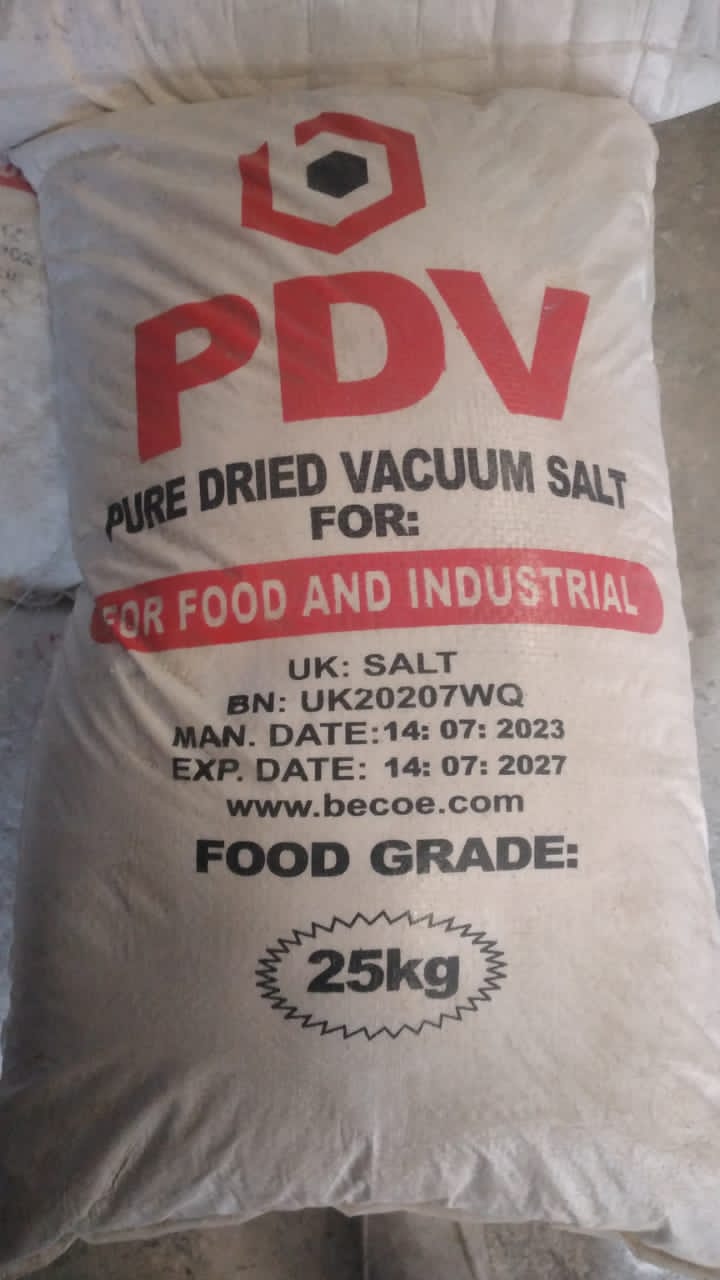 PDV
PURE DRIED VACUUM SALT
FOR:
FOR FOOD AND INDUSTRIAL
UK: SALT
BN: UK20207WQ
MAN. DATE:14: 07: 2023
EXP. DATE: 14: 07: 2027
www.becoe.com
FOOD GRADE:
25kg